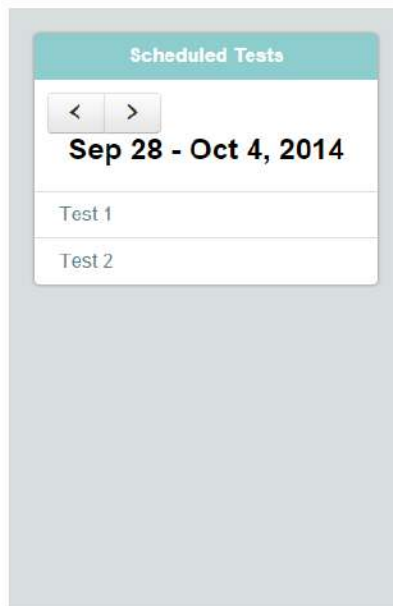 Scheduled Tests
< >
Sep 28 - Oct 4, 2014
Test 1
Test 2